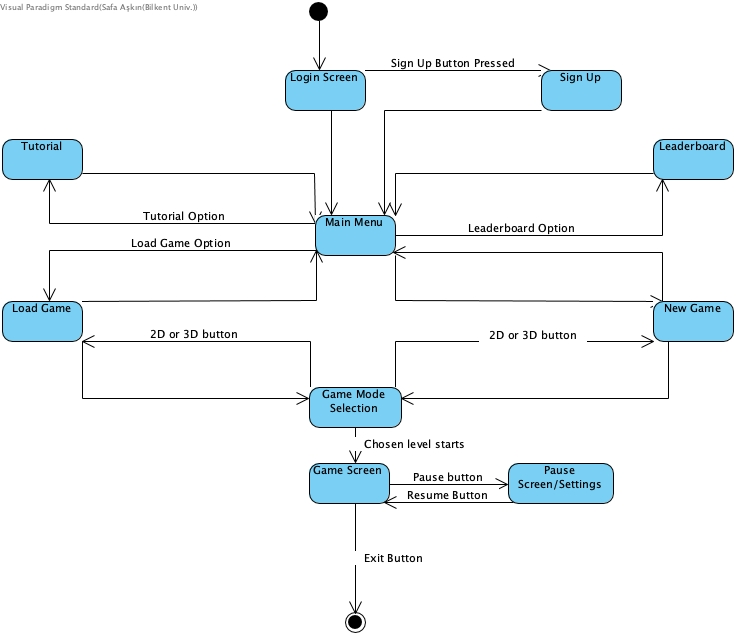 Visual Paradigm Standard(Safa Aşkın(Bilkent Univ.))
Login Screen
Sign Up Button Pressed
Sign Up
Tutorial
Leaderboard
Tutorial Option
Main Menu
Leaderboard Option
Load Game Option
Load Game
New Game
2D or 3D button
2D or 3D button
Game Mode
Selection
Chosen level starts
Game Screen
Pause button
Pause
Screen/Settings
Resume Button
Exit Button